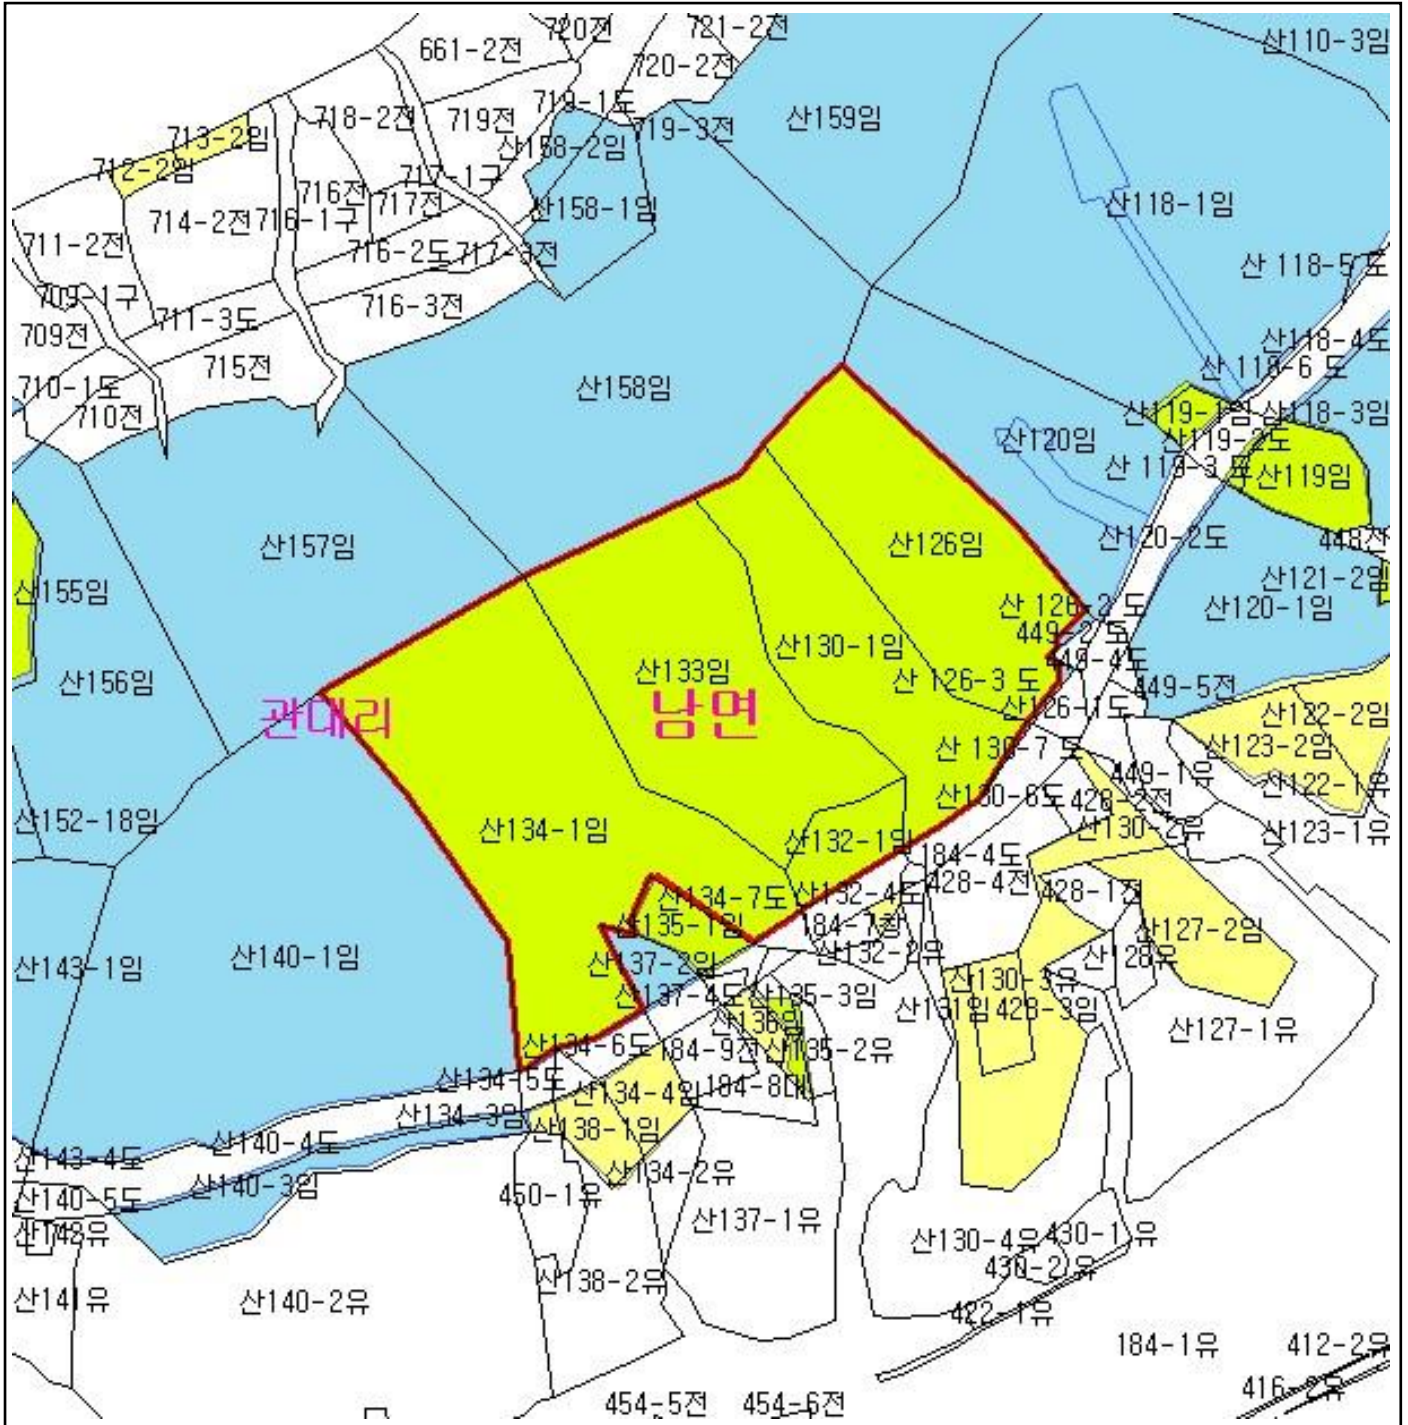 720전
721-2전
661-2전
산110-3임
720-2전
719-1도
718-2전
719전
산159임
719-3전
713-2임
산158-2임
712-2임
717-1구
716전
717전
산158-1임
산118-1임
714-2전
716-1구
711-2전
716-2도
717-3전
산 118-5 도
709-1구
716-3전
711-3도
709전
산118-4도
715전
산 118-6 도
710-1도
산158임
710전
산119-1임
산118-3임
산120임
산119-2도
산 119-3 도
산119임
산120-2도
산157임
산126임
448전
산121-2임
산155임
산 126-2 도
산120-1임
449-2도
산130-1임
449-4도
산133임
산156임
산 126-3 도
449-5전
관대리
남면
산126-1도
산122-2임
산 130-7 도
산123-2임
449-1유
산122-1유
산130-6도
426-2전
산152-18임
산134-1임
산130-2유
산123-1유
산132-1임
184-4도
428-4전
428-1전
산134-7도
산132-4도
산135-1임
184-7창
산127-2임
산132-2유
산140-1임
산137-2임
산128유
산143-1임
산130-3유
산137-4도
산135-3임
산131임
428-3임
산136임
산127-1유
산134-6도
184-9전
산135-2유
산134-5도
184-8대
산134-4임
산134-3임
산138-1임
산140-4도
산143-4도
산134-2유
산140-3임
산140-5도
450-1유
산137-1유
산142유
산130-4유
430-1유
430-2유
산138-2유
산141유
산140-2유
422-1유
184-1유
412-2유
416-2유
454-5전
454-6전